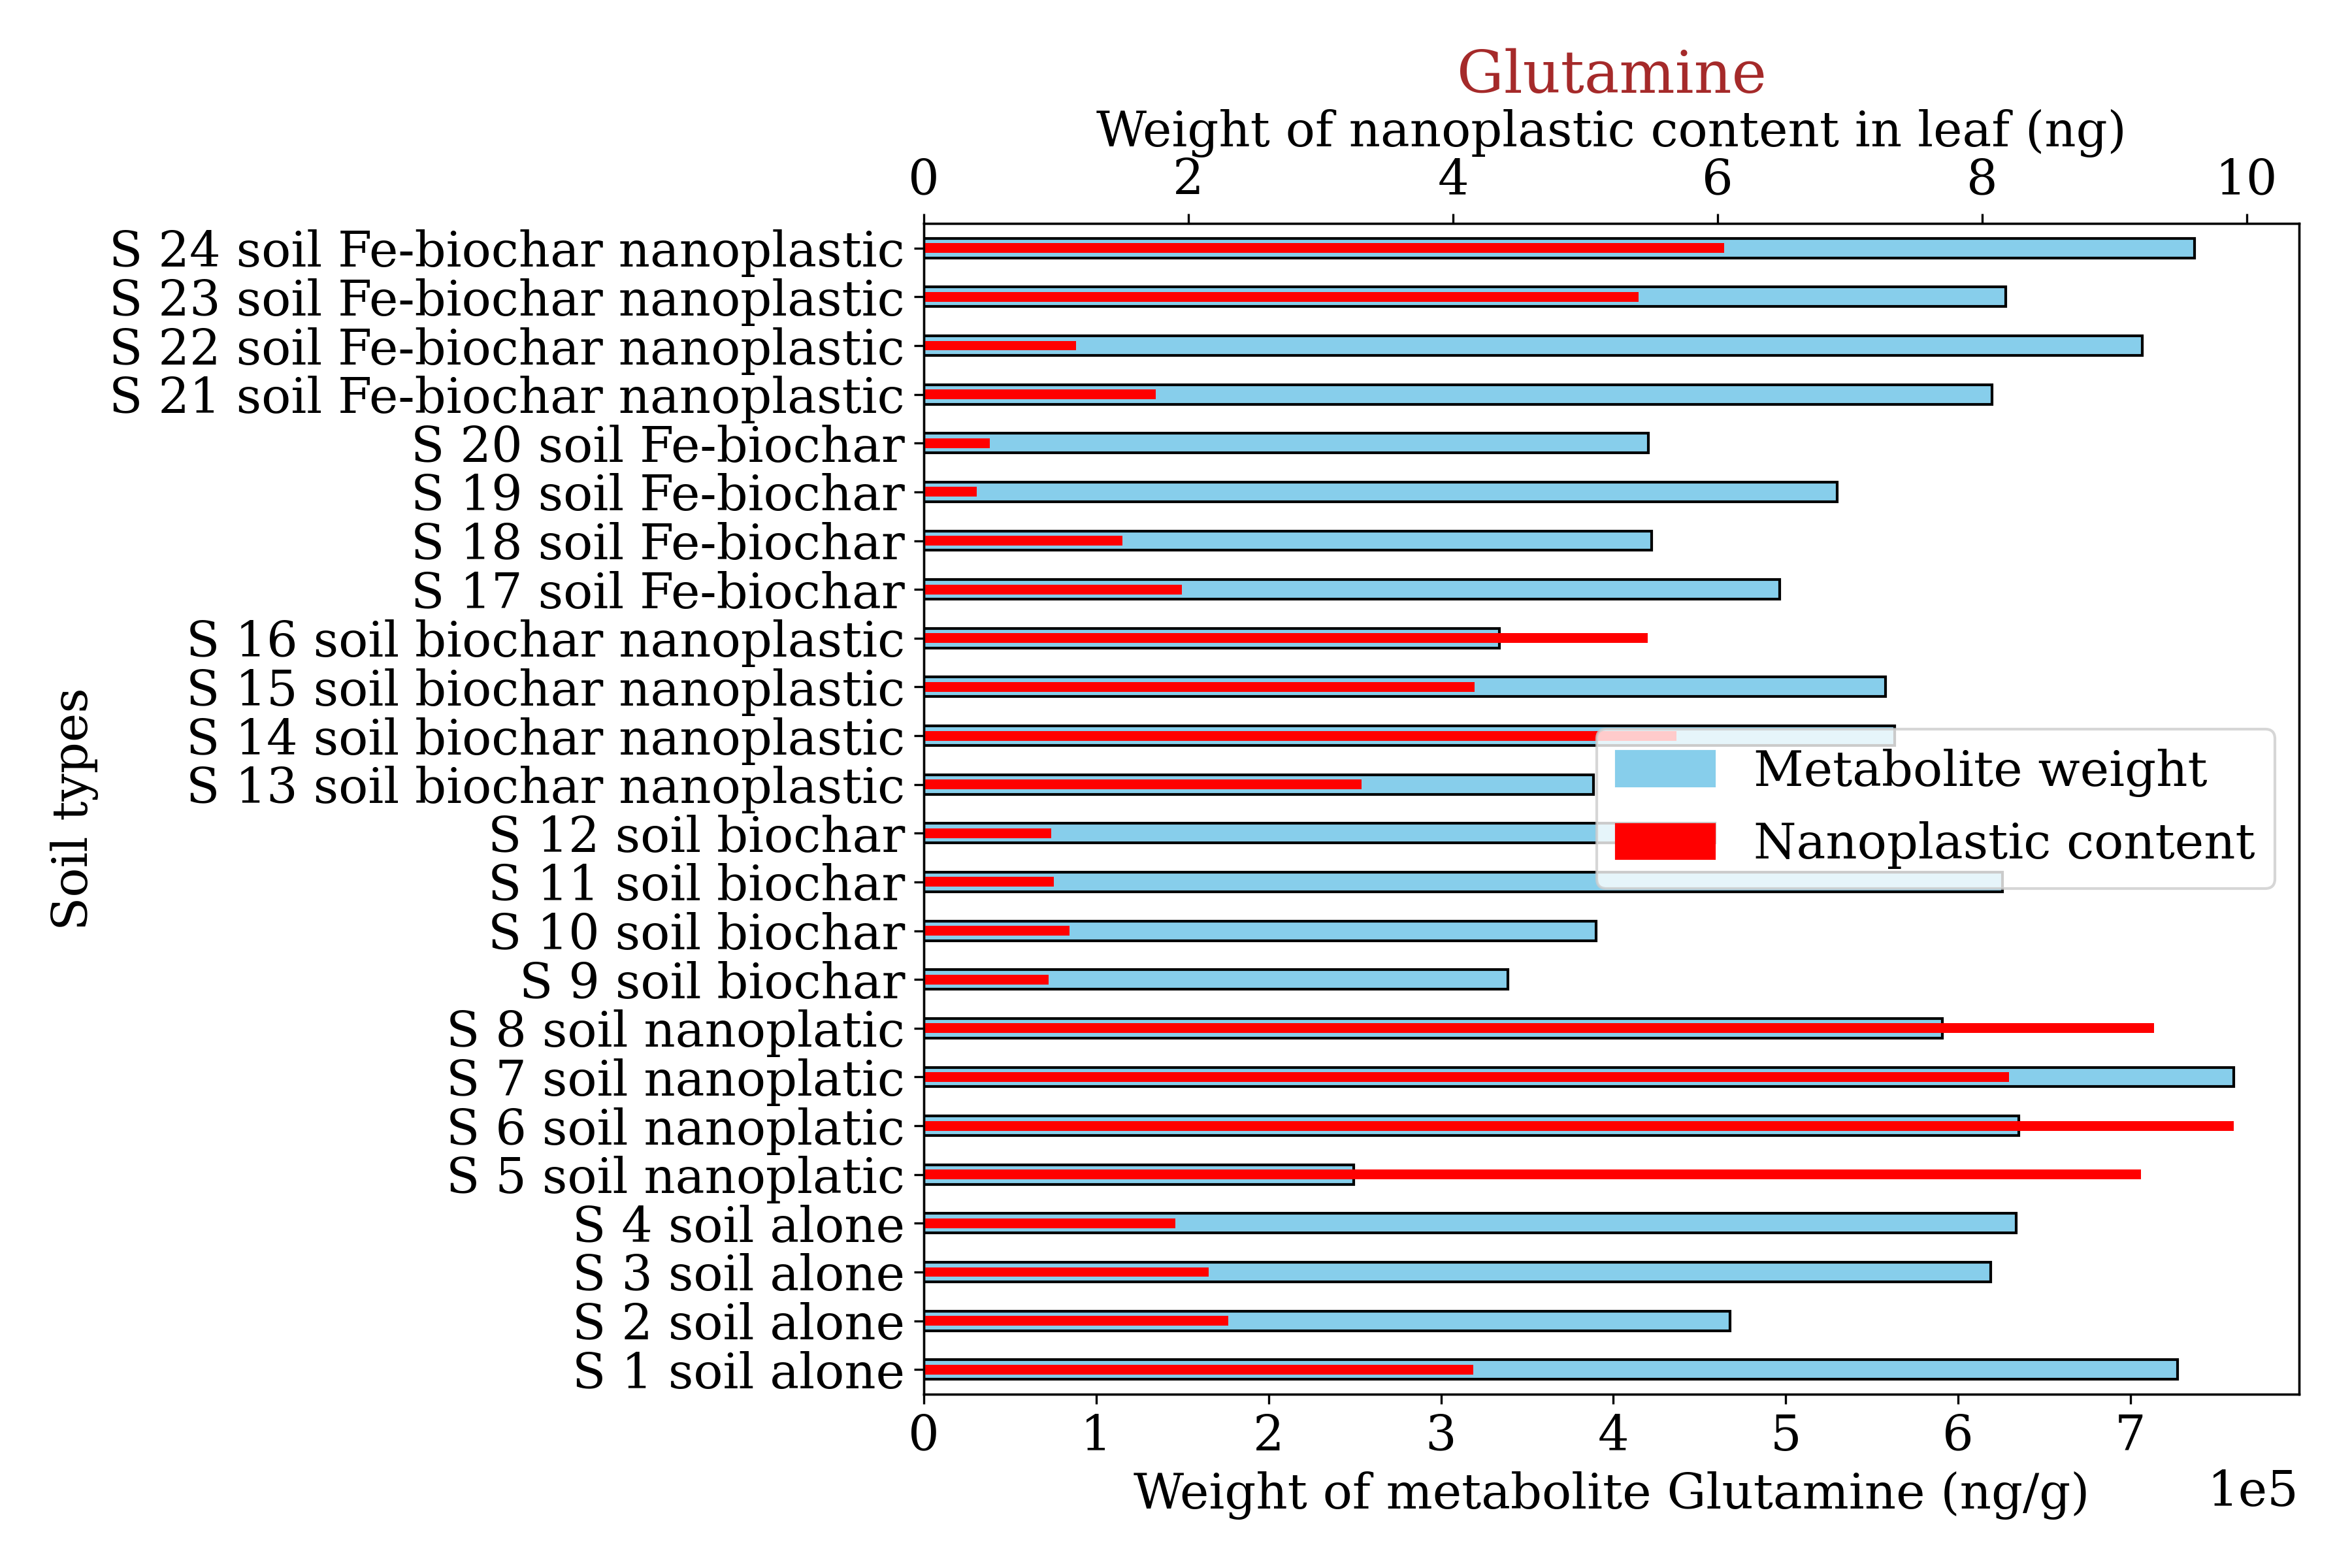 Glutamine
Weight of nanoplastic content in leaf (ng)
0 2 4 6 8 10
S 24 soil Fe-biochar nanoplastic
S 23 soil Fe-biochar nanoplastic
S 22 soil Fe-biochar nanoplastic
S 21 soil Fe-biochar nanoplastic
S 20 soil Fe-biochar
S 19 soil Fe-biochar
S 18 soil Fe-biochar
S 17 soil Fe-biochar
S 16 soil biochar nanoplastic
S 15 soil biochar nanoplastic
S 14 soil biochar nanoplastic
S 13 soil biochar nanoplastic
S 12 soil biochar
S 11 soil biochar
S 10 soil biochar
S 9 soil biochar
S 8 soil nanoplatic
S 7 soil nanoplatic
S 6 soil nanoplatic
S 5 soil nanoplatic
S 4 soil alone
S 3 soil alone
S 2 soil alone
S 1 soil alone
Soil types
Metabolite weight
Nanoplastic content
0 1 2 3 4 5 6 7
Weight of metabolite Glutamine (ng/g)
1e5